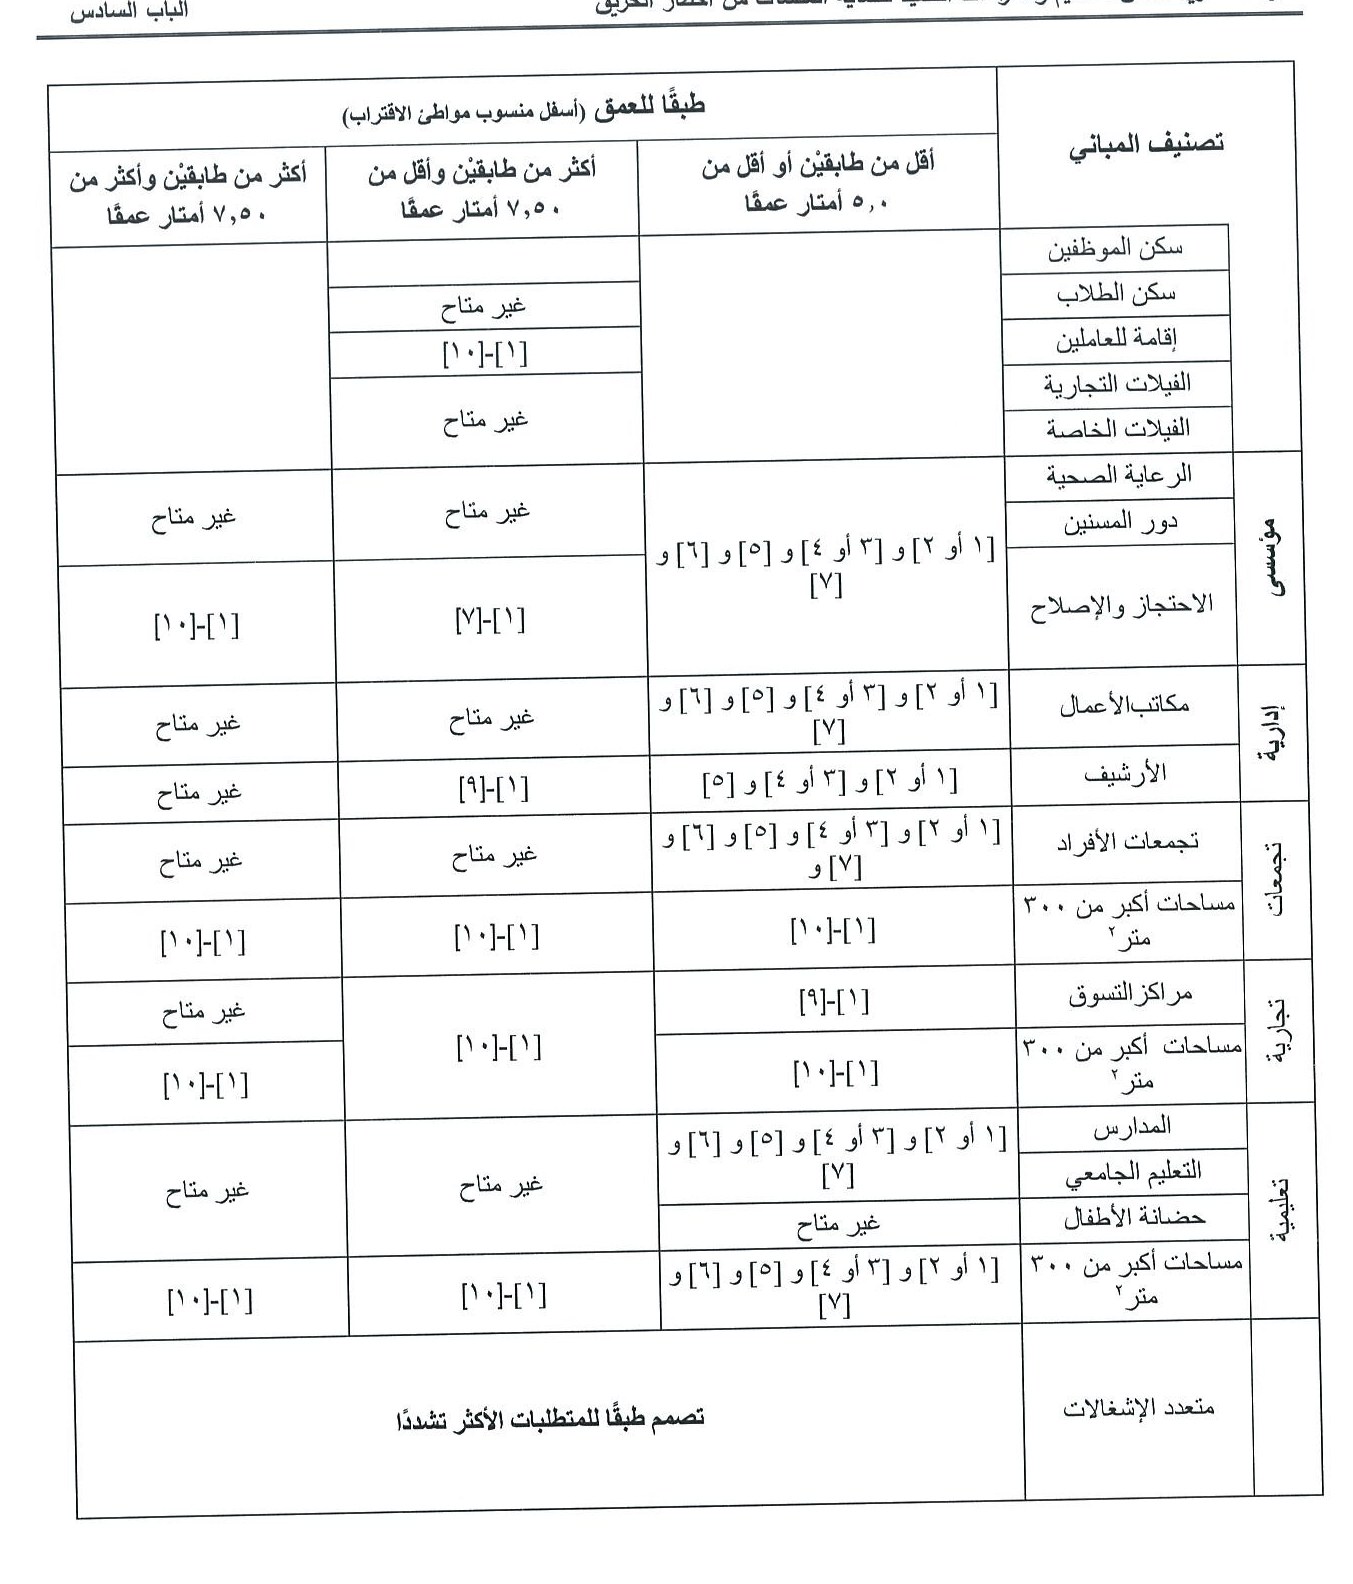 الباب السادس
تصنيف المباني
طبقًا للعمق (أسفل منسوب مواطئ الاقتراب)
أقل من طابقيْن أو أقل من
٥,٠ أمتار عمقًا
أكثر من طابقيْن وأقل من
٧,٥٠ أمتار عمقًا
أكثر من طابقيْن وأكثر من
٧,٥٠ أمتار عمقًا
سكن الموظفين
سكن الطلاب
غير متاح
إقامة للعاملين
[١]-[١٠]
الفيلات التجارية
الفيلات الخاصة
غير متاح
مؤسسى
الرعاية الصحية
دور المسنين
[١ أو ٢] و [٣ أو ٤] و [٥] و [٦] و
[٧]
غير متاح
غير متاح
الاحتجاز والإصلاح
[١]-[٧]
[١]-[١٠]
إدارية
مكاتب الأعمال
[١ أو ٢] و [٣ أو ٤] و [٥] و [٦] و
[٧]
غير متاح
غير متاح
الأرشيف
[١ أو ٢] و [٣ أو ٤] و [٥]
[١]-[٩]
غير متاح
تجمعات
تجمعات الأفراد
[١ أو ٢] و [٣ أو ٤] و [٥] و [٦] و
[٧] و
غير متاح
غير متاح
مساحات أكبر من ٣٠٠
متر٢
[١]-[١٠]
[١]-[١٠]
[١]-[١٠]
تجارية
مراكز التسوق
[١]-[٩]
[١]-[١٠]
غير متاح
مساحات أكبر من ٣٠٠
متر٢
[١]-[١٠]
[١]-[١٠]
تعليمية
المدارس
التعليم الجامعي
[١ أو ٢] و [٣ أو ٤] و [٥] و [٦] و
[٧]
غير متاح
غير متاح
حضانة الأطفال
غير متاح
مساحات أكبر من ٣٠٠
متر٢
[١ أو ٢] و [٣ أو ٤] و [٥] و [٦] و
[٧]
[١]-[١٠]
[١]-[١٠]
متعدد الإشغالات
تصمم طبقًا للمتطلبات الأكثر تشددًا